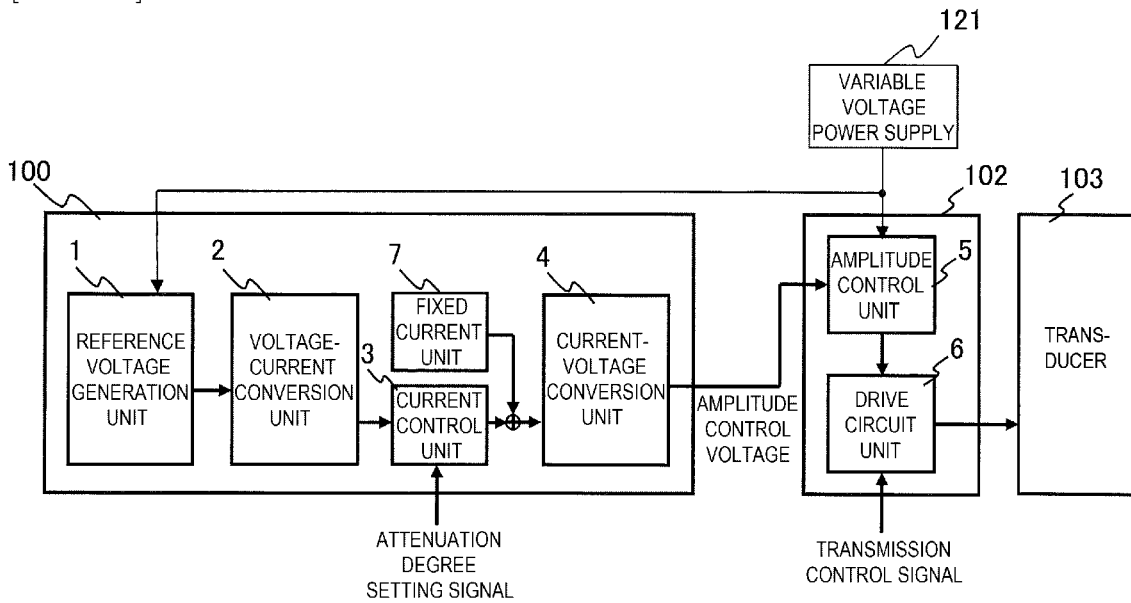 121
VARIABLE
VOLTAGE
POWER SUPPLY
100
102
103
1
REFERENCE
VOLTAGE
GENERATION
UNIT
2
VOLTAGE-
CURRENT
CONVERSION
UNIT
7
FIXED
CURRENT
UNIT
3
CURRENT
CONTROL
UNIT
4
CURRENT-
VOLTAGE
CONVERSION
UNIT
AMPLITUDE
CONTROL
VOLTAGE
AMPLITUDE
CONTROL
UNIT
5
6
DRIVE
CIRCUIT
UNIT
TRANS-
DUCER
ATTENUATION
DEGREE
SETTING SIGNAL
TRANSMISSION
CONTROL SIGNAL